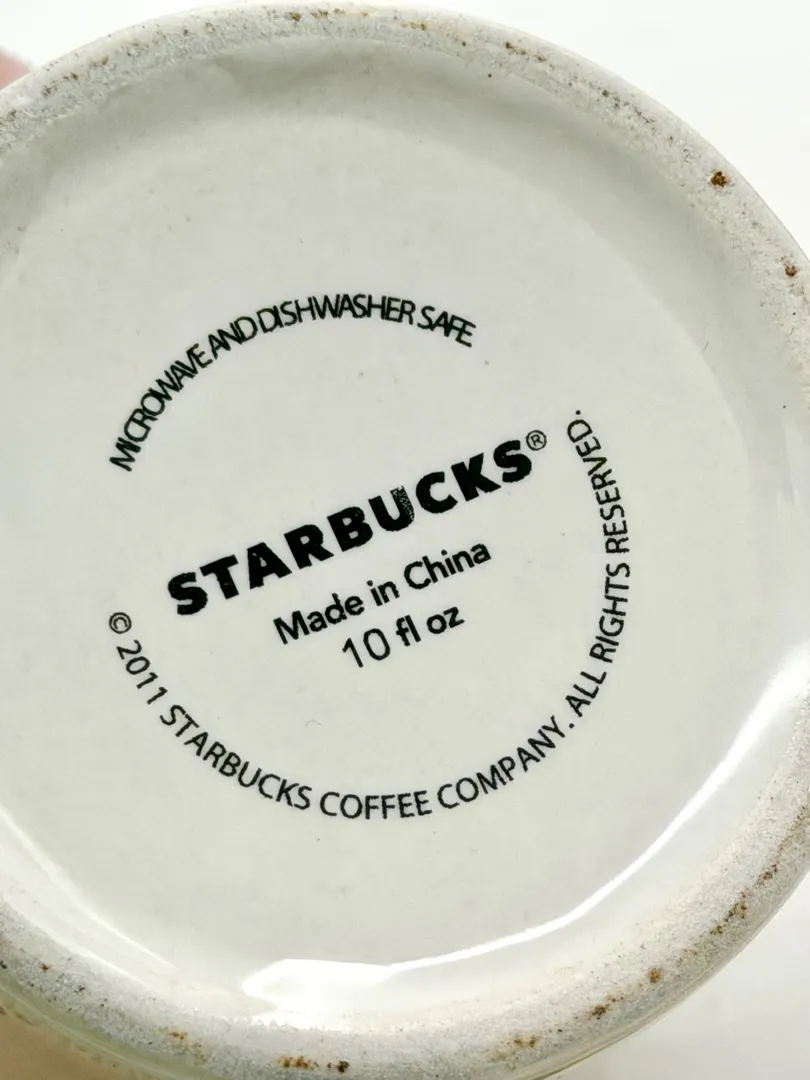 MICROWAVE AND DISHWASHER SAFE
STARBUCKS®
Made in China
10 fl oz
© 2011 STARBUCKS COFFEE COMPANY. ALL RIGHTS RESERVED.